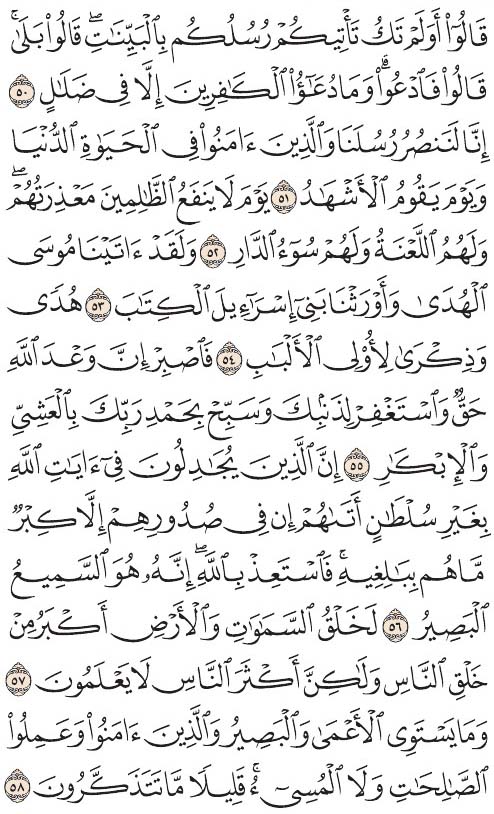 قَالُوٓا۟ أَوَلَمْ تَكُ تَأْتِيكُمْ رُسُلُكُم بِٱلْبَيِّنَٰتِ ۖ قَالُوا۟ بَلَىٰ ۚ
قَالُوا۟ فَٱدْعُوا۟ ۗ وَمَا دُعَٰٓؤُا۟ ٱلْكَٰفِرِينَ إِلَّا فِى ضَلَٰلٍ ٥٠
إِنَّا لَنَنصُرُ رُسُلَنَا وَٱلَّذِينَ ءَامَنُوا۟ فِى ٱلْحَيَوٰةِ ٱلدُّنْيَا
وَيَوْمَ يَقُومُ ٱلْأَشْهَٰدُ ٥١ يَوْمَ لَا يَنفَعُ ٱلظَّٰلِمِينَ مَعْذِرَتُهُمْ ۖ
وَلَهُمُ ٱللَّعْنَةُ وَلَهُمْ سُوٓءُ ٱلدَّارِ ٥٢ وَلَقَدْ ءَاتَيْنَا مُوسَى
ٱلْهُدَىٰ وَأَوْرَثْنَا بَنِىٓ إِسْرَٰٓءِيلَ ٱلْكِتَٰبَ ٥٣ هُدًى
وَذِكْرَىٰ لِأُو۟لِى ٱلْأَلْبَٰبِ ٥٤ فَٱصْبِرْ إِنَّ وَعْدَ ٱللَّهِ
حَقٌّ وَٱسْتَغْفِرْ لِذَنۢبِكَ وَسَبِّحْ بِحَمْدِ رَبِّكَ بِٱلْعَشِىِّ
وَٱلْإِبْكَٰرِ ٥٥ إِنَّ ٱلَّذِينَ يُجَٰدِلُونَ فِىٓ ءَايَٰتِ ٱللَّهِ
بِغَيْرِ سُلْطَٰنٍ أَتَىٰهُمْ إِن فِى صُدُورِهِمْ إِلَّا كِبْرٌ
مَّا هُم بِبَٰلِغِيهِ ۚ فَٱسْتَعِذْ بِٱللَّهِ ۖ إِنَّهُۥ هُوَ ٱلسَّمِيعُ
ٱلْبَصِيرُ ٥٦ لَخَلْقُ ٱلسَّمَٰوَٰتِ وَٱلْأَرْضِ أَكْبَرُ مِنْ
خَلْقِ ٱلنَّاسِ وَلَٰكِنَّ أَكْثَرَ ٱلنَّاسِ لَا يَعْلَمُونَ ٥٧
وَمَا يَسْتَوِى ٱلْأَعْمَىٰ وَٱلْبَصِيرُ وَٱلَّذِينَ ءَامَنُوا۟ وَعَمِلُوا۟
ٱلصَّٰلِحَٰتِ وَلَا ٱلْمُسِىٓءُ ۚ قَلِيلًا مَّا تَتَذَكَّرُونَ ٥٨